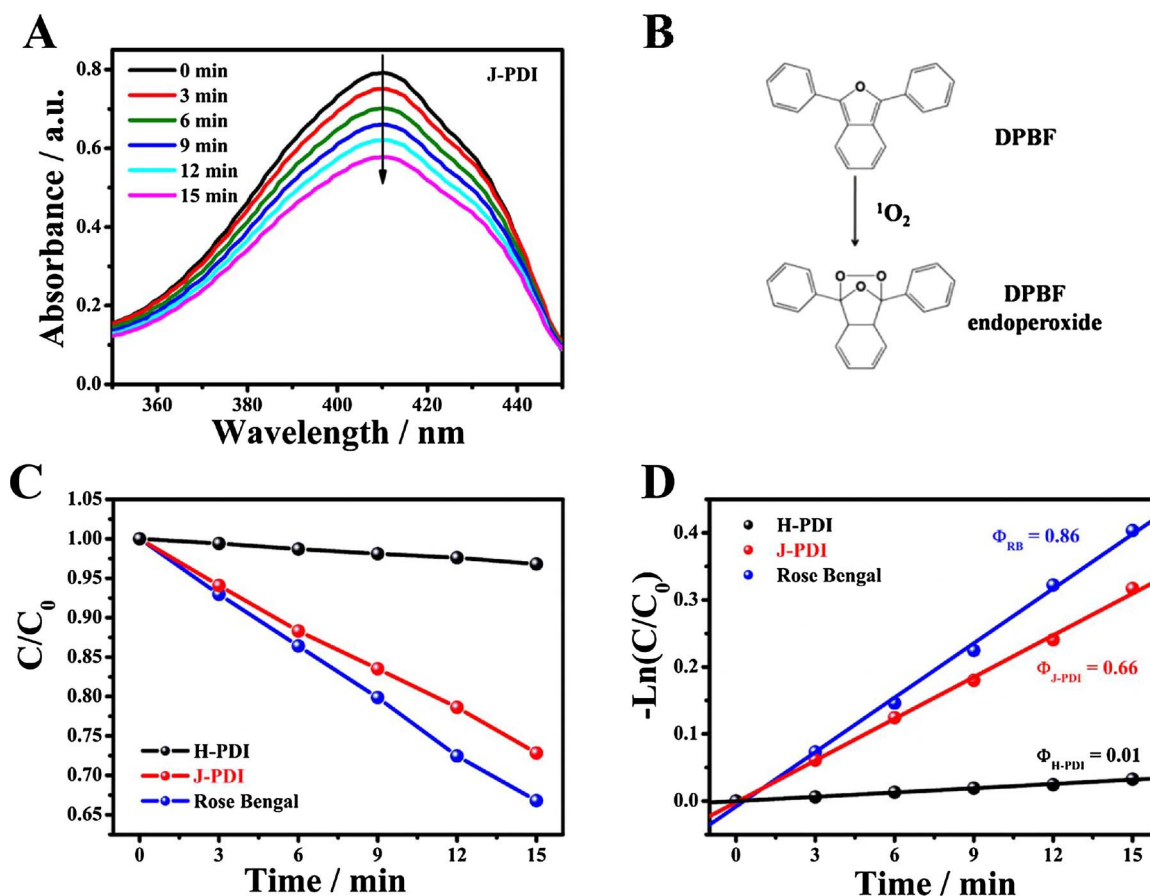 A
J-PDI
0 min
3 min
6 min
9 min
12 min
15 min
0.8
0.6
0.4
0.2
0.0
360
380
400
420
440
Absorbance / a.u.
Wavelength / nm
B
O
DPBF
¹O₂
O O
O
DPBF
endoperoxide
C
1.05
1.00
0.95
0.90
0.85
0.80
0.75
0.70
0.65
C/C₀
H-PDI
J-PDI
Rose Bengal
0 3 6 9 12 15
Time / min
D
H-PDI
J-PDI
Rose Bengal
Φ_RB = 0.86
Φ_J-PDI = 0.66
Φ_H-PDI = 0.01
0.4
0.3
0.2
0.1
0.0
-Ln(C/C₀)
0 3 6 9 12 15
Time / min